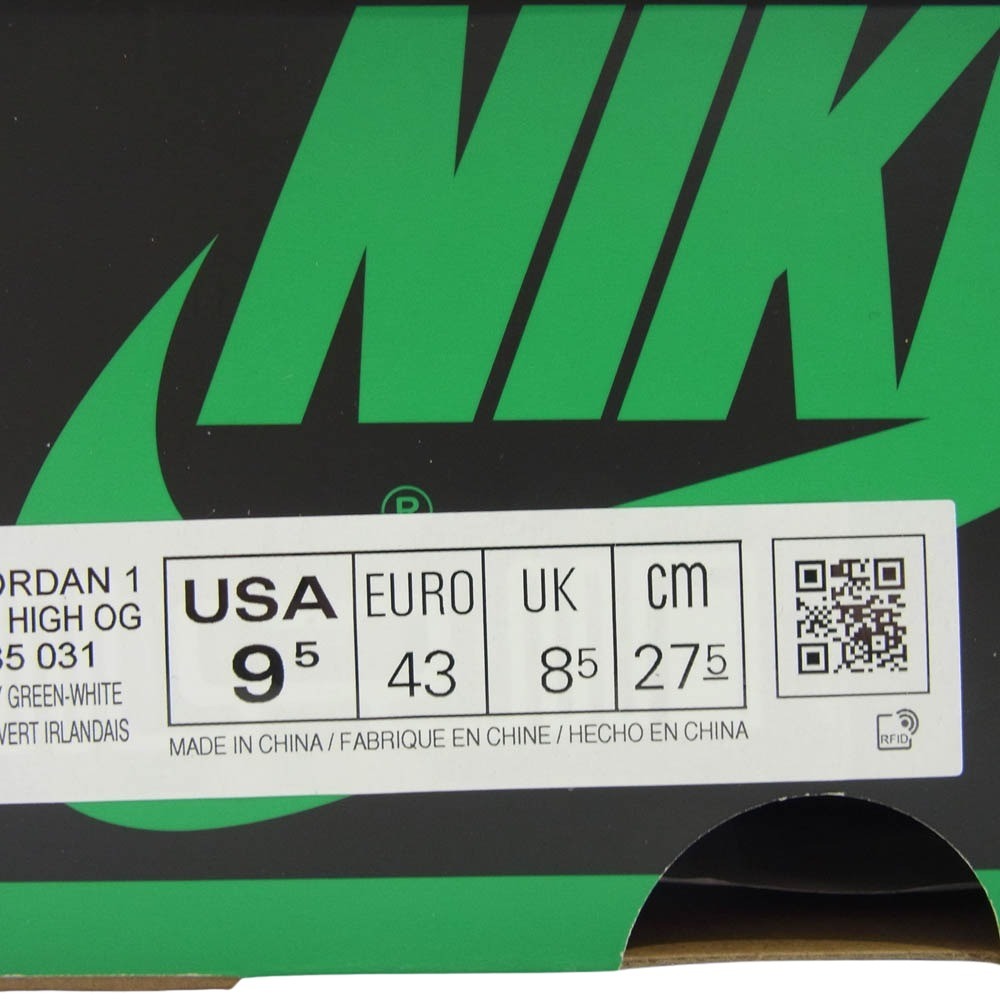 NIK
®
ORDAN 1
HIGH OG
35 031
GREEN-WHITE
VERT IRLANDAIS
USA EURO UK cm
9⁵ 43 8⁵ 27⁵
MADE IN CHINA / FABRIQUE EN CHINE / HECHO EN CHINA
RFID